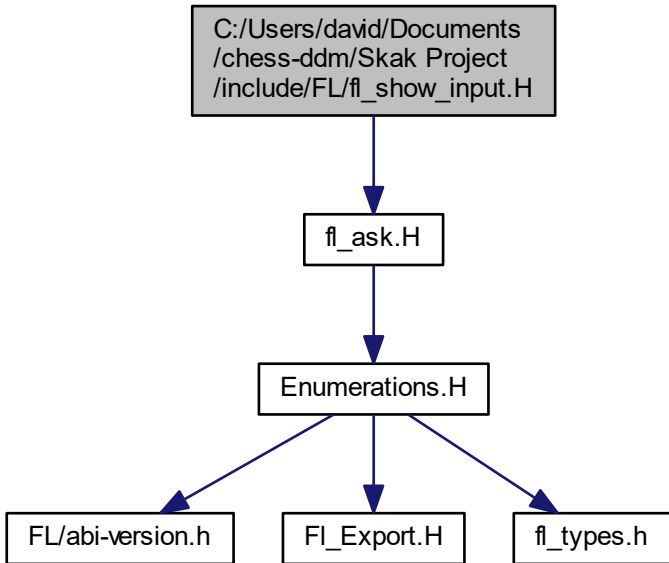 C:/Users/david/Documents
/chess-ddm/Skak Project
/include/FL/fl_show_input.H
fl_ask.H
Enumerations.H
FL/abi-version.h
Fl_Export.H
fl_types.h